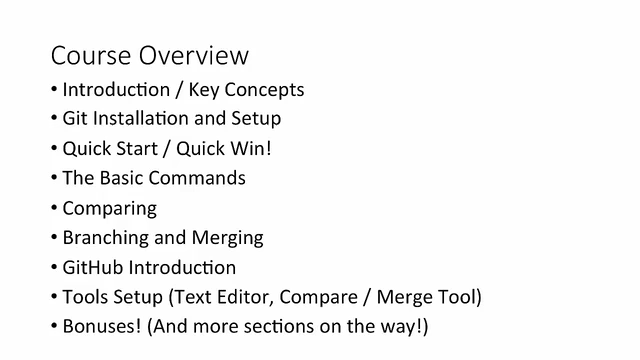 Course Overview
• Introduction / Key Concepts
• Git Installation and Setup
• Quick Start / Quick Win!
• The Basic Commands
• Comparing
• Branching and Merging
• GitHub Introduction
• Tools Setup (Text Editor, Compare / Merge Tool)
• Bonuses! (And more sections on the way!)